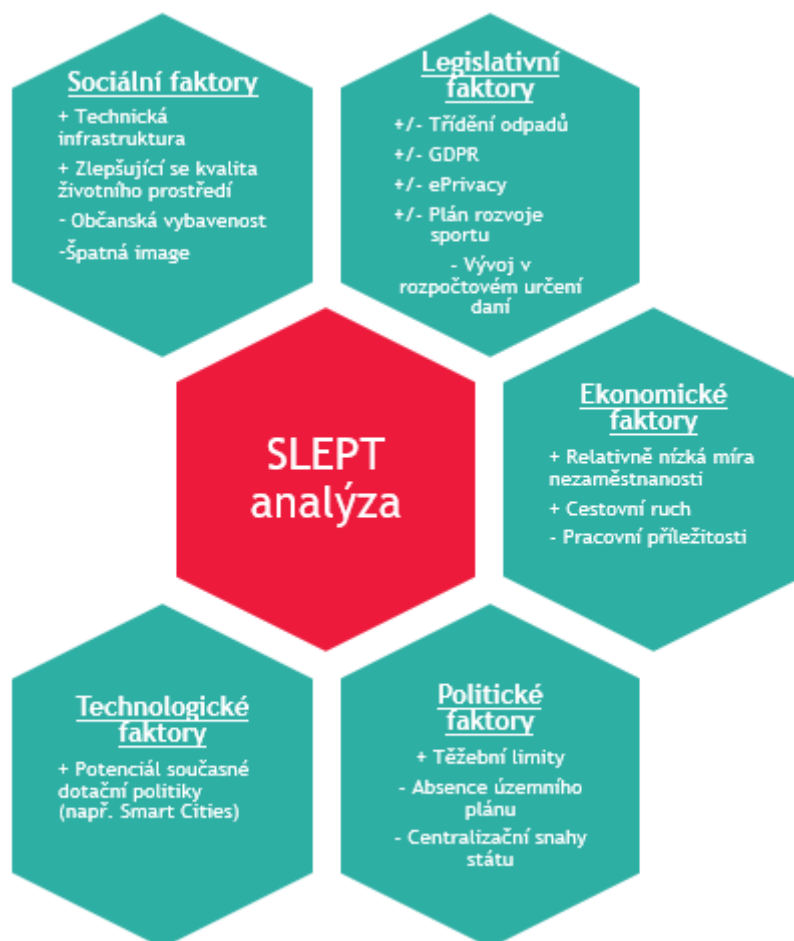 Sociální faktory
+ Technická
infrastruktura
+ Zlepšující se kvalita
životního prostředí
- Občanská vybavenost
-Špatná image
Legislativní
faktory
+/- Třídění odpadů
+/- GDPR
+/- ePrivacy
+/- Plán rozvoje
sportu
- Vývoj v
rozpočtovém určení
daní
SLEPT
analýza
Ekonomické
faktory
+ Relativně nízká míra
nezaměstnanosti
+ Cestovní ruch
- Pracovní příležitosti
Technologické
faktory
+ Potenciál současné
dotační politiky
(např. Smart Cities)
Politické
faktory
+ Těžební limity
- Absence územního
plánu
- Centralizační snahy
státu